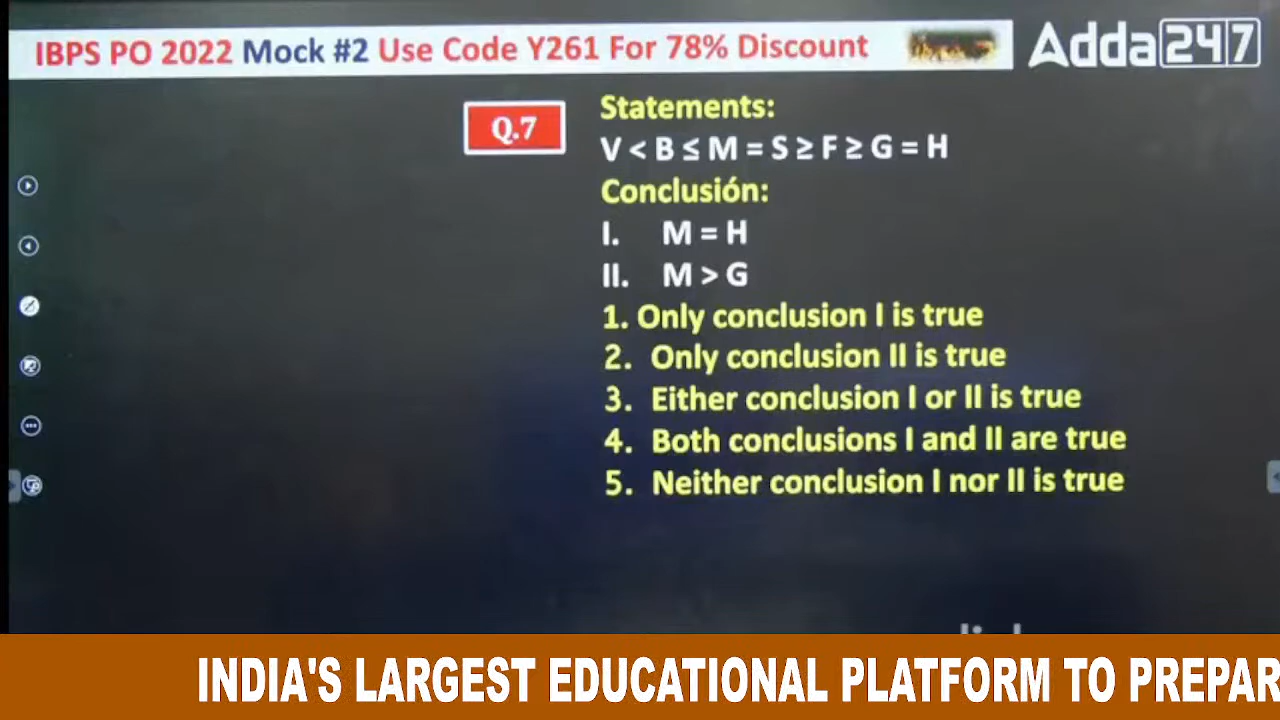 IBPS PO 2022 Mock #2 Use Code Y261 For 78% Discount
Adda247
Q.7
Statements:
V < B ≤ M = S ≥ F ≥ G = H
Conclusión:
I. M = H
II. M > G
1. Only conclusion I is true
2. Only conclusion II is true
3. Either conclusion I or II is true
4. Both conclusions I and II are true
5. Neither conclusion I nor II is true
INDIA'S LARGEST EDUCATIONAL PLATFORM TO PREPAR